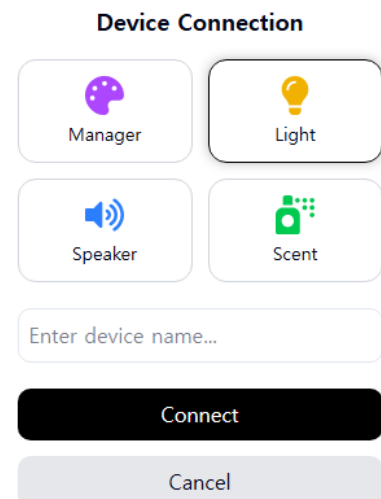 Device Connection
Manager
Light
Speaker
Scent
Enter device name...
Connect
Cancel